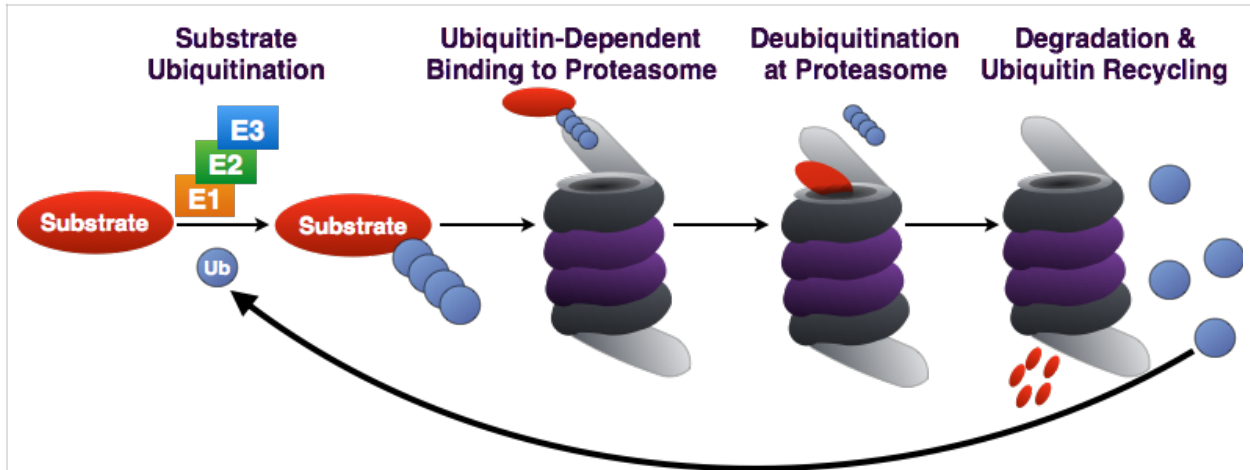 Substrate
Ubiquitination
Ubiquitin-Dependent
Binding to Proteasome
Deubiquitination
at Proteasome
Degradation &
Ubiquitin Recycling
E3
E2
E1
Substrate
Substrate
Ub